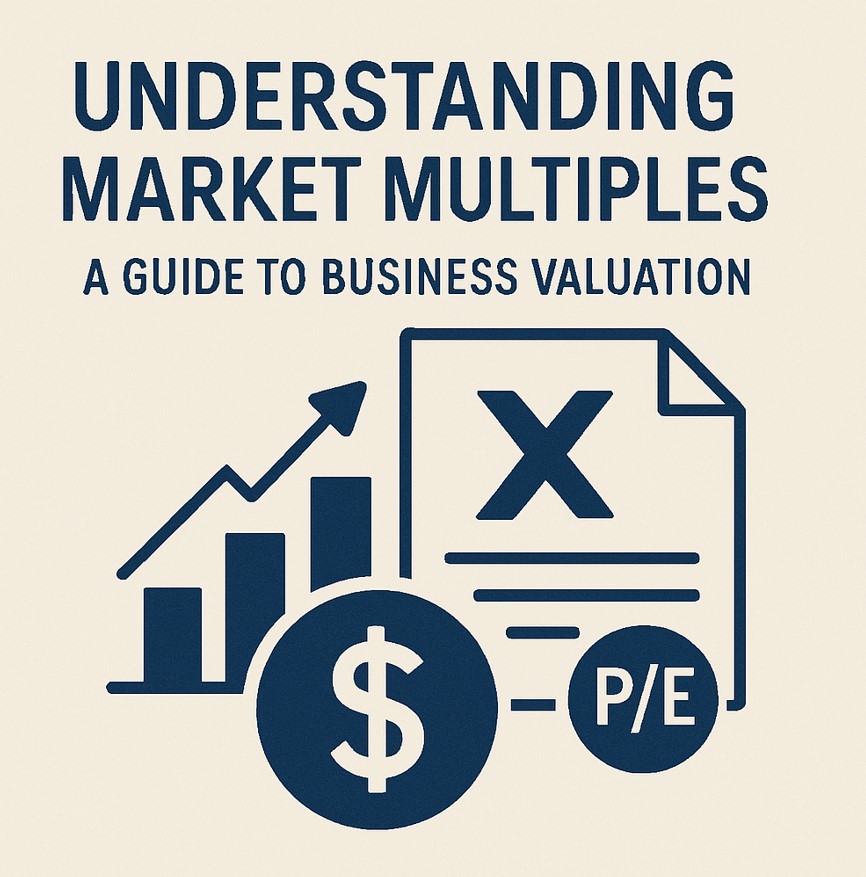 UNDERSTANDING
MARKET MULTIPLES
A GUIDE TO BUSINESS VALUATION
X
$
P/E